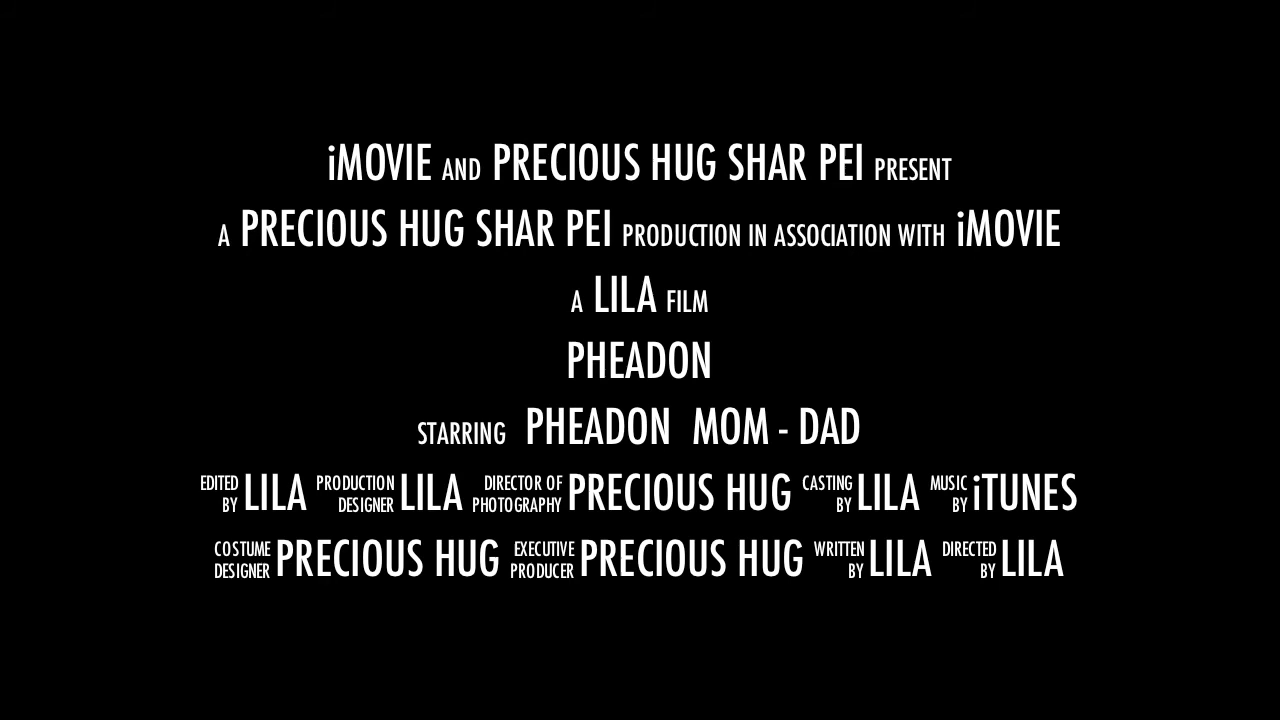 iMOVIE AND PRECIOUS HUG SHAR PEI PRESENT
A PRECIOUS HUG SHAR PEI PRODUCTION IN ASSOCIATION WITH iMOVIE
A LILA FILM
PHEADON
STARRING PHEADON MOM - DAD
EDITED BY LILA PRODUCTION DESIGNER LILA DIRECTOR OF PHOTOGRAPHY PRECIOUS HUG CASTING BY LILA MUSIC BY iTUNES
COSTUME DESIGNER PRECIOUS HUG EXECUTIVE PRODUCER PRECIOUS HUG WRITTEN BY LILA DIRECTED BY LILA